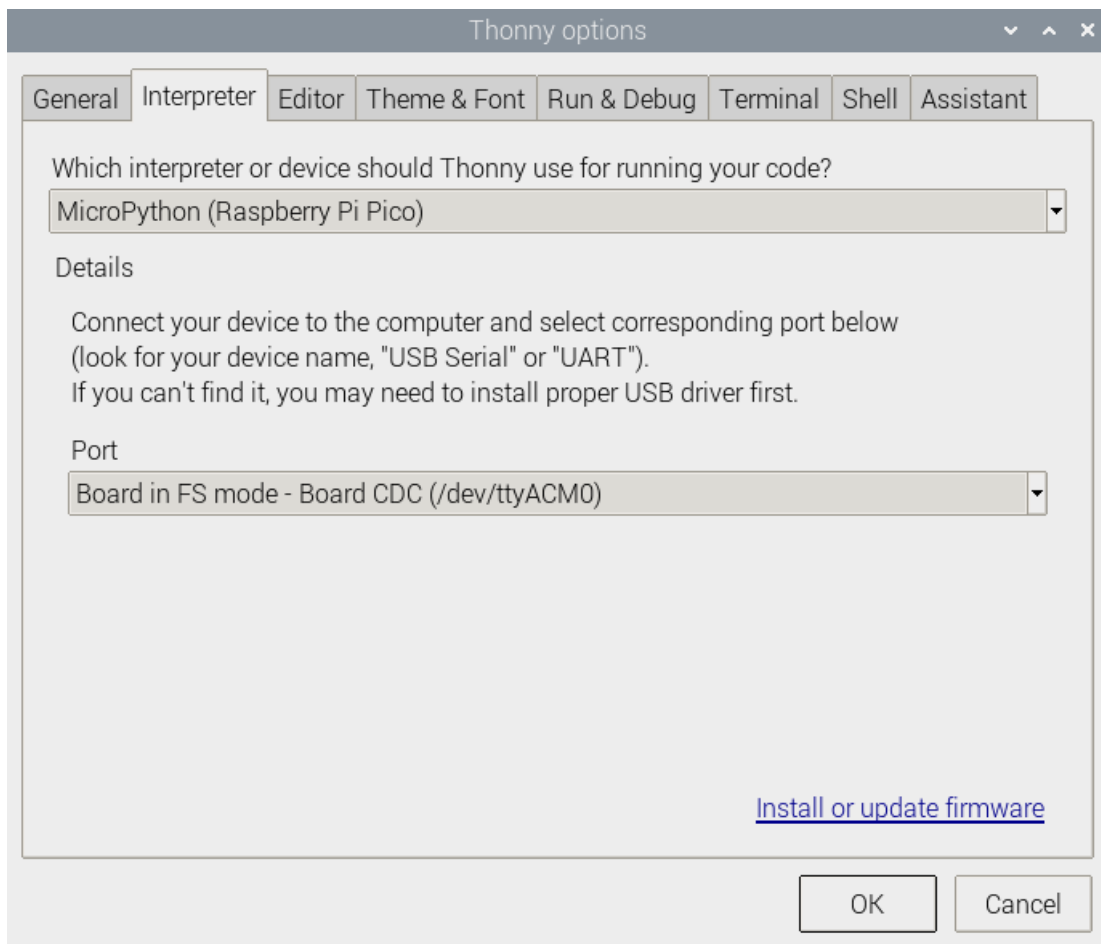 Thonny options
General Interpreter Editor Theme & Font Run & Debug Terminal Shell Assistant
Which interpreter or device should Thonny use for running your code?
MicroPython (Raspberry Pi Pico)
Details
Connect your device to the computer and select corresponding port below
(look for your device name, "USB Serial" or "UART").
If you can't find it, you may need to install proper USB driver first.
Port
Board in FS mode - Board CDC (/dev/ttyACM0)
Install or update firmware
OK Cancel